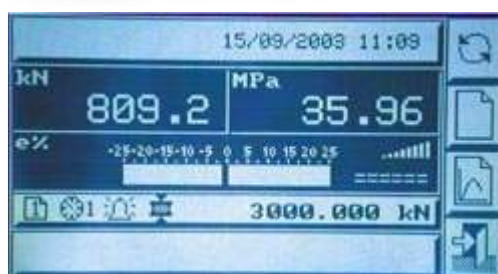 15/09/2003 11:09
kN MPa
809.2 35.96
e% -25-20-15-10 -5 0 5 10 15 20 25
======
1 1 3000.000 kN